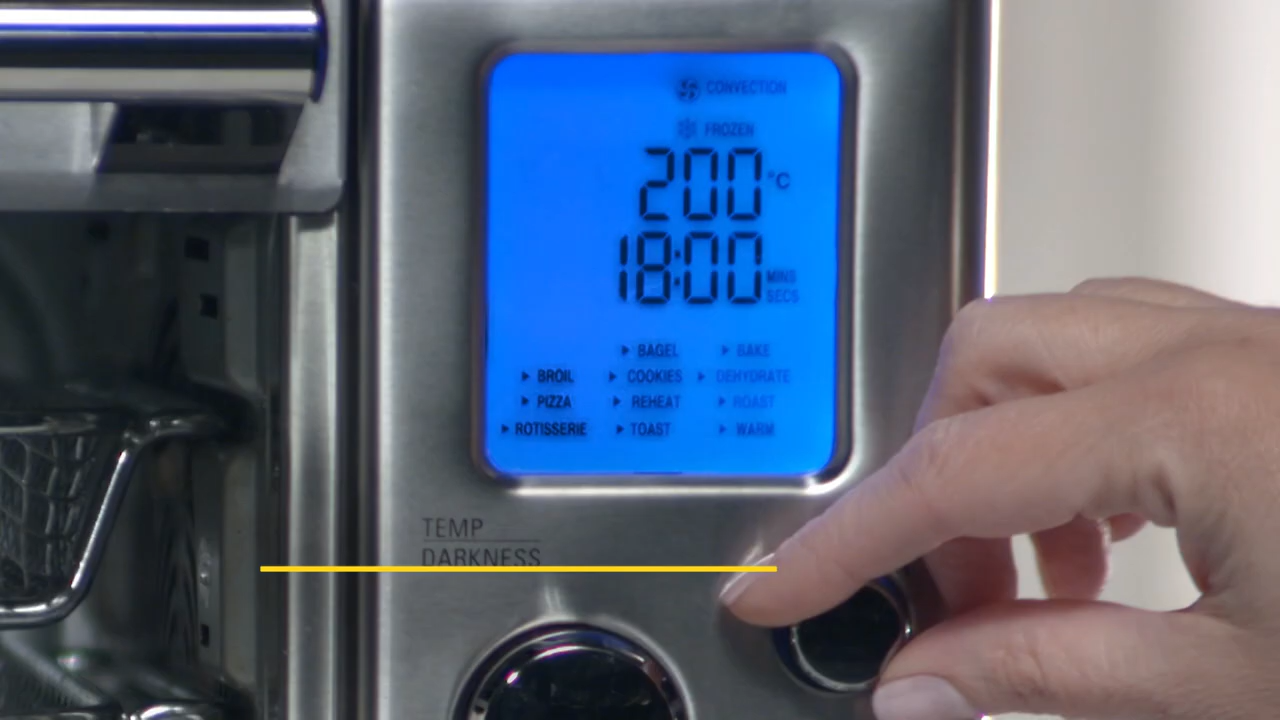 CONVECTION
FROZEN
200 °C
18:00 MINS SECS
BAGEL BAKE
BROIL COOKIES DEHYDRATE
PIZZA REHEAT ROAST
ROTISSERIE TOAST WARM
TEMP
DARKNESS